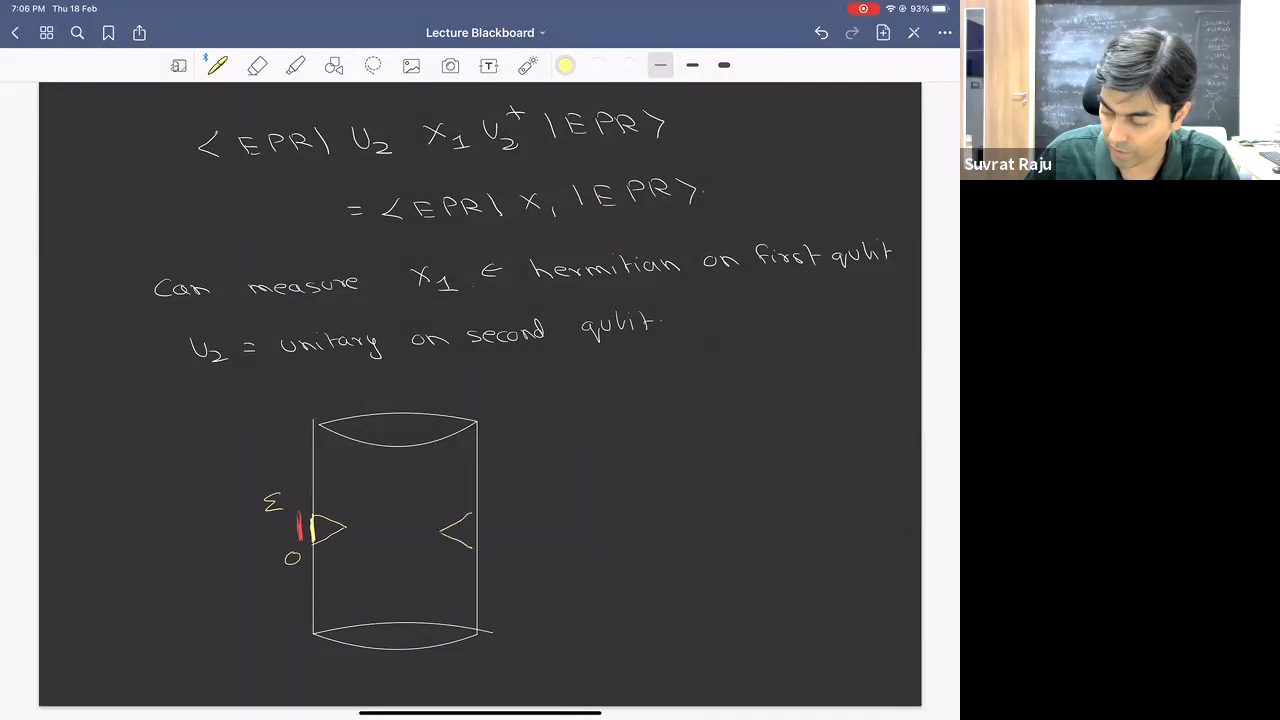 7:06 PM Thu 18 Feb
93%
Lecture Blackboard
<EPR| U₂ X₁ U₂† |EPR>
= <EPR| X₁ |EPR>.
Can measure X₁ ∈ hermitian on first qubit
U₂ = unitary on second qubit.
Σ
0
Suvrat Raju